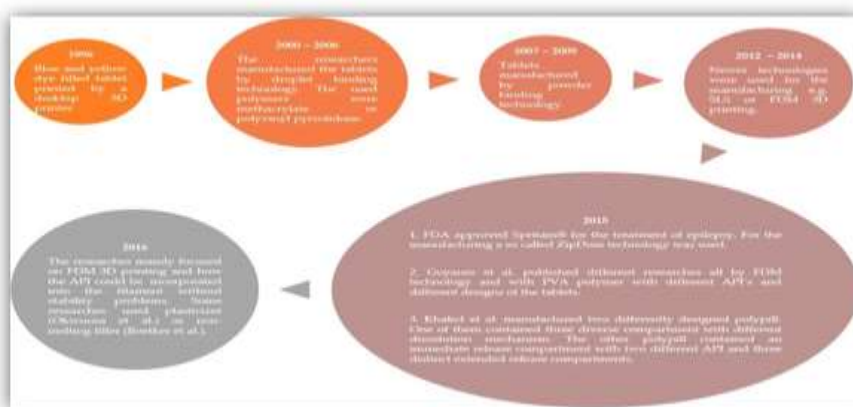 Blue and yellow
dye filled tablet
printed by a
desktop 3D
printer
2005 – 2006
The researchers
manufactured the tablets
by droplet binding
technology. The used
polymers were
methacrylate or
polyvinyl pyrrolidone.
2007 – 2009
Tablets
manufactured
by powder
binding
technology.
2012 – 2014
Newer technologies
were used for the
manufacturing e.g.
SLS or FDM 3D
printing.
2015
1. FDA approved Spritam® for the treatment of epilepsy. For the
manufacturing a so called ZipDose technology was used.
2. Goyanes et al. published different researches all by FDM
technology and with PVA polymer with different API's and
different designs of the tablets.
3. Khaled et al. manufactured two differently designed polypill.
One of them contained three diverse compartment with different
dissolution mechanism. The other polypill contained an
immediate release compartment with two different API and three
distinct extended release compartments.
2016
The researches mainly focused
on FDM 3D printing and how
the API could be incorporated
into the filament without
stability problems. Some
researches used plasticizer
et al.) or non-
melting filler (Boetker et al.).